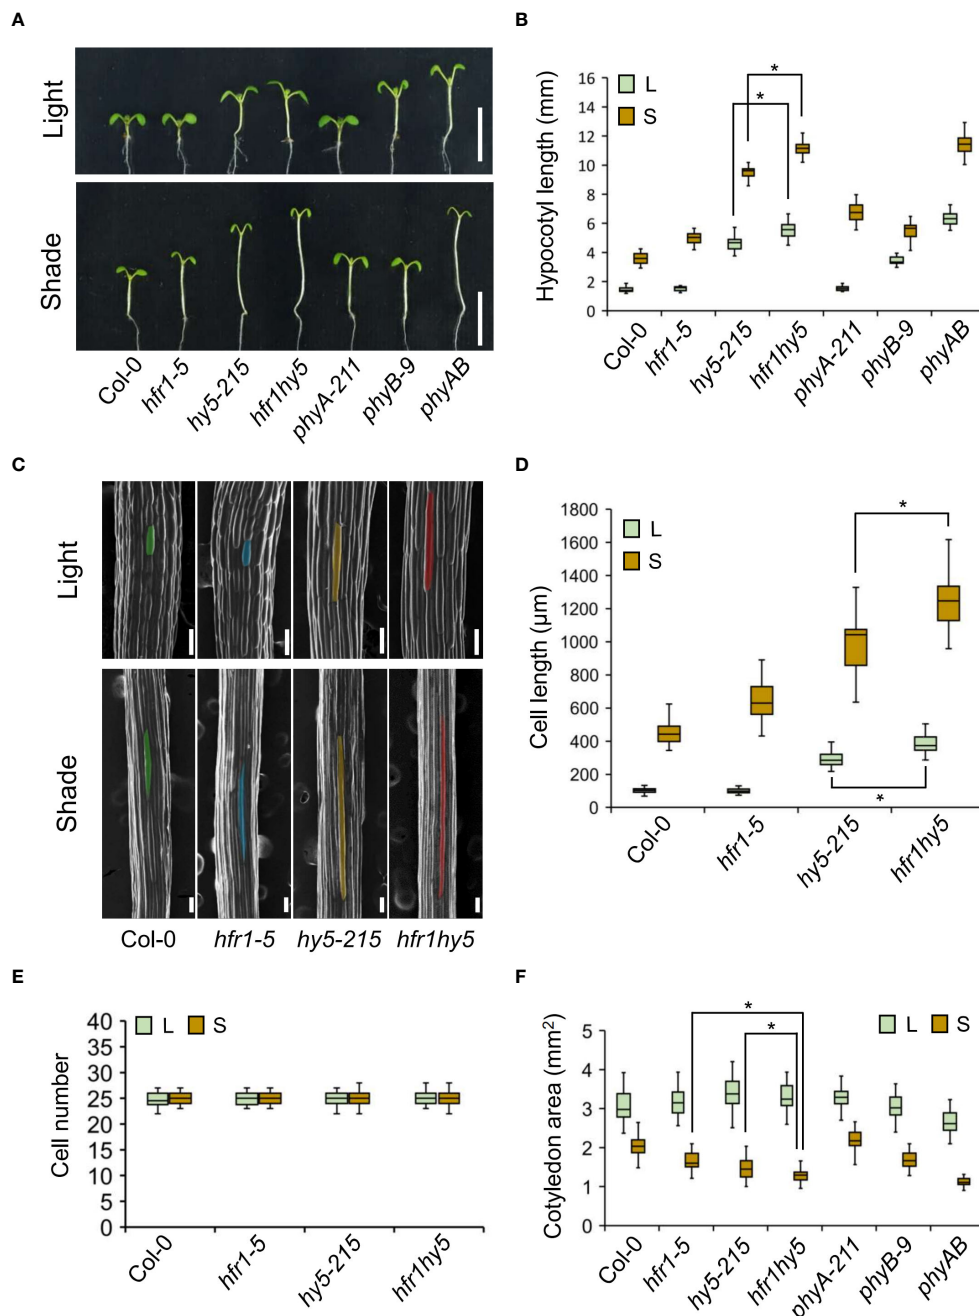 A
Light
Shade
Col-0
hfr1-5
hy5-215
hfr1hy5
phyA-211
phyB-9
phyAB
B
Hypocotyl length (mm)
16
14
12
10
8
6
4
2
0
L
S
*
*
Col-0
hfr1-5
hy5-215
hfr1hy5
phyA-211
phyB-9
phyAB
C
Light
Shade
Col-0 hfr1-5 hy5-215 hfr1hy5
D
Cell length (μm)
1800
1600
1400
1200
1000
800
600
400
200
0
L
S
*
*
Col-0
hfr1-5
hy5-215
hfr1hy5
E
Cell number
40
35
30
25
20
15
10
5
0
L S
Col-0
hfr1-5
hy5-215
hfr1hy5
F
Cotyledon area (mm²)
5
4
3
2
1
0
L S
*
*
Col-0
hfr1-5
hy5-215
hfr1hy5
phyA-211
phyB-9
phyAB